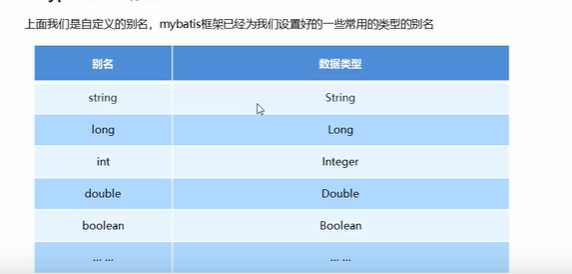 上面我们是自定义的别名，mybatis框架已经为我们设置好的一些常用的类型的别名
别名 数据类型
string String
long Long
int Integer
double Double
boolean Boolean
… … … …